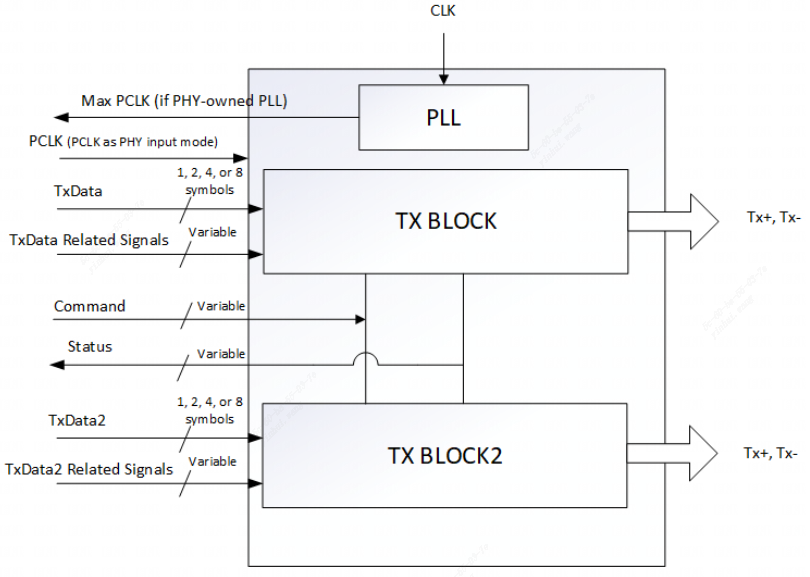 CLK
Max PCLK (if PHY-owned PLL)
PLL
PCLK (PCLK as PHY input mode)
1, 2, 4, or 8
symbols
TxData
TX BLOCK
Tx+, Tx-
Variable
TxData Related Signals
Command
Variable
Status
Variable
1, 2, 4, or 8
symbols
TxData2
TX BLOCK2
Tx+, Tx-
Variable
TxData2 Related Signals